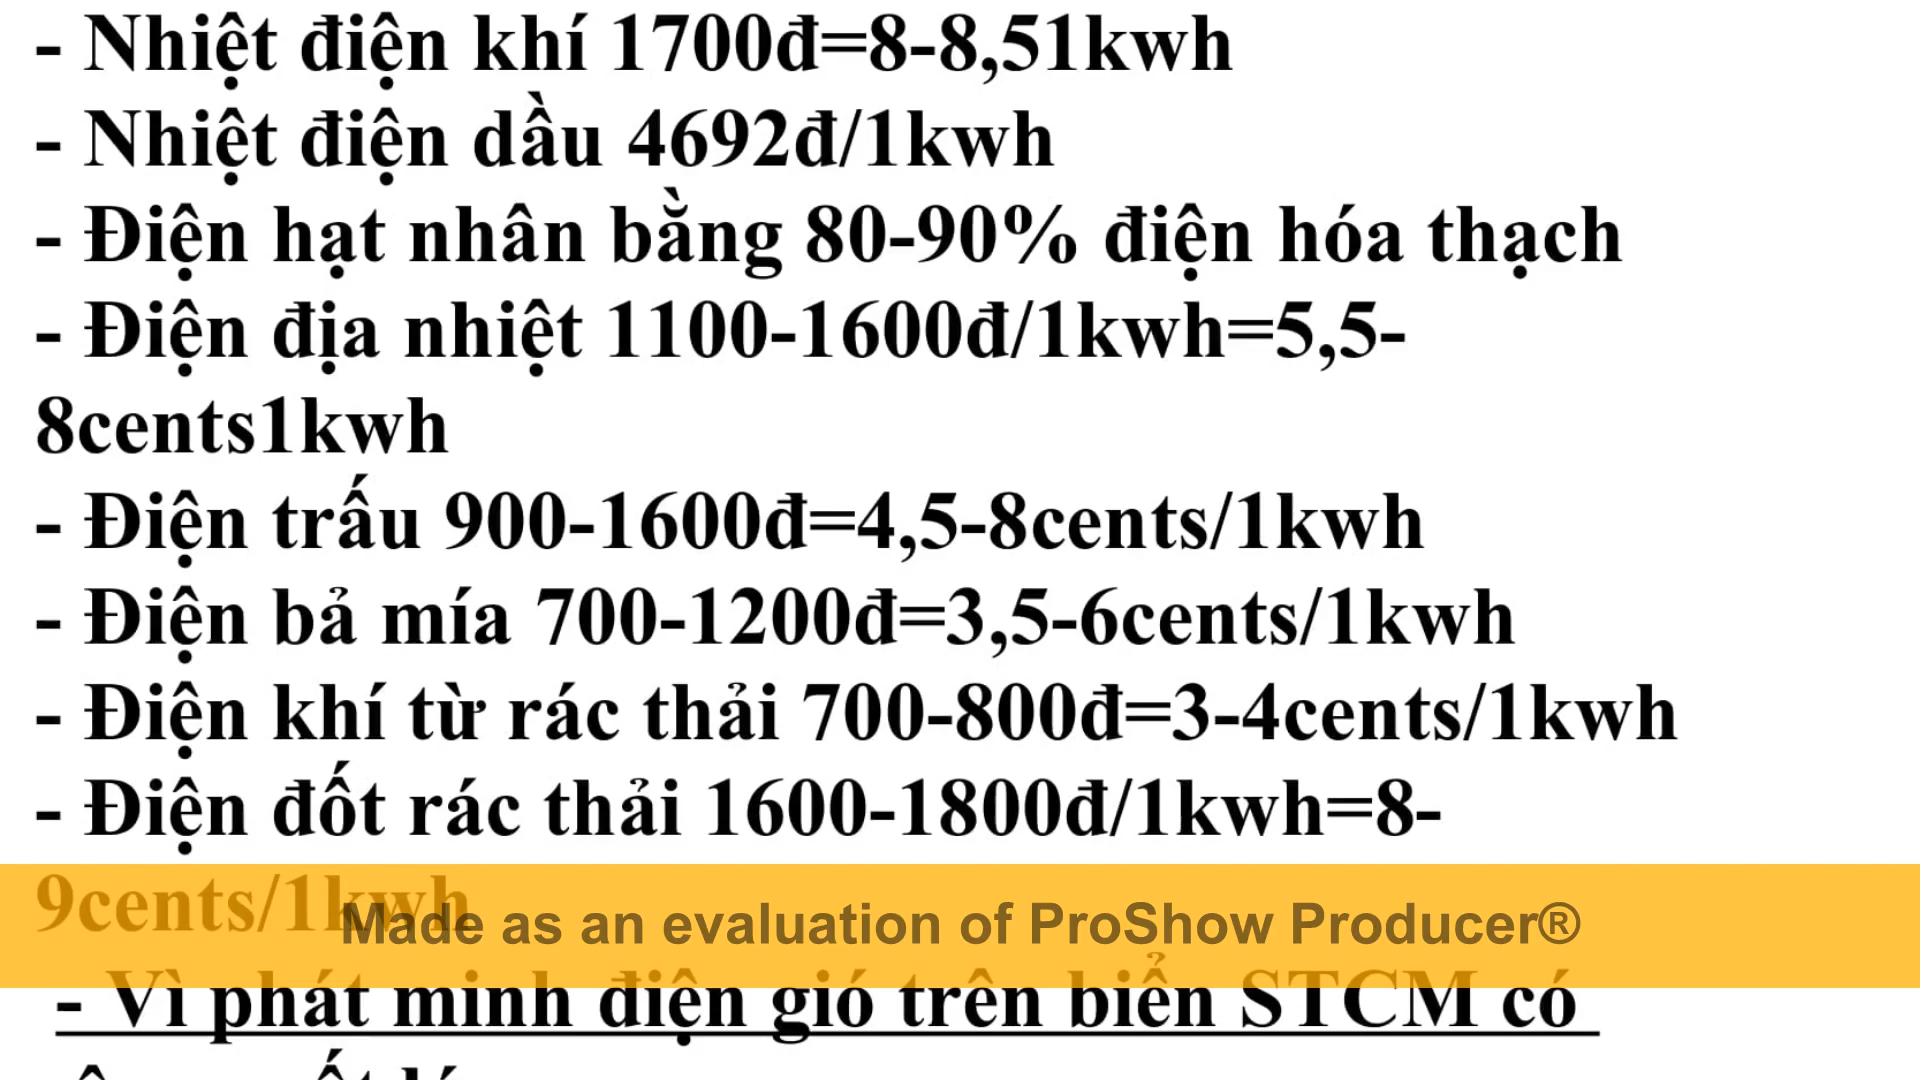 - Nhiệt điện khí 1700đ=8-8,51kwh
- Nhiệt điện dầu 4692đ/1kwh
- Điện hạt nhân bằng 80-90% điện hóa thạch
- Điện địa nhiệt 1100-1600đ/1kwh=5,5-
8cents1kwh
- Điện trấu 900-1600đ=4,5-8cents/1kwh
- Điện bả mía 700-1200đ=3,5-6cents/1kwh
- Điện khí từ rác thải 700-800đ=3-4cents/1kwh
- Điện đốt rác thải 1600-1800đ/1kwh=8-
9cents/1kwh
Made as an evaluation of ProShow Producer®
- Vì phát minh điện gió trên biển STCM có